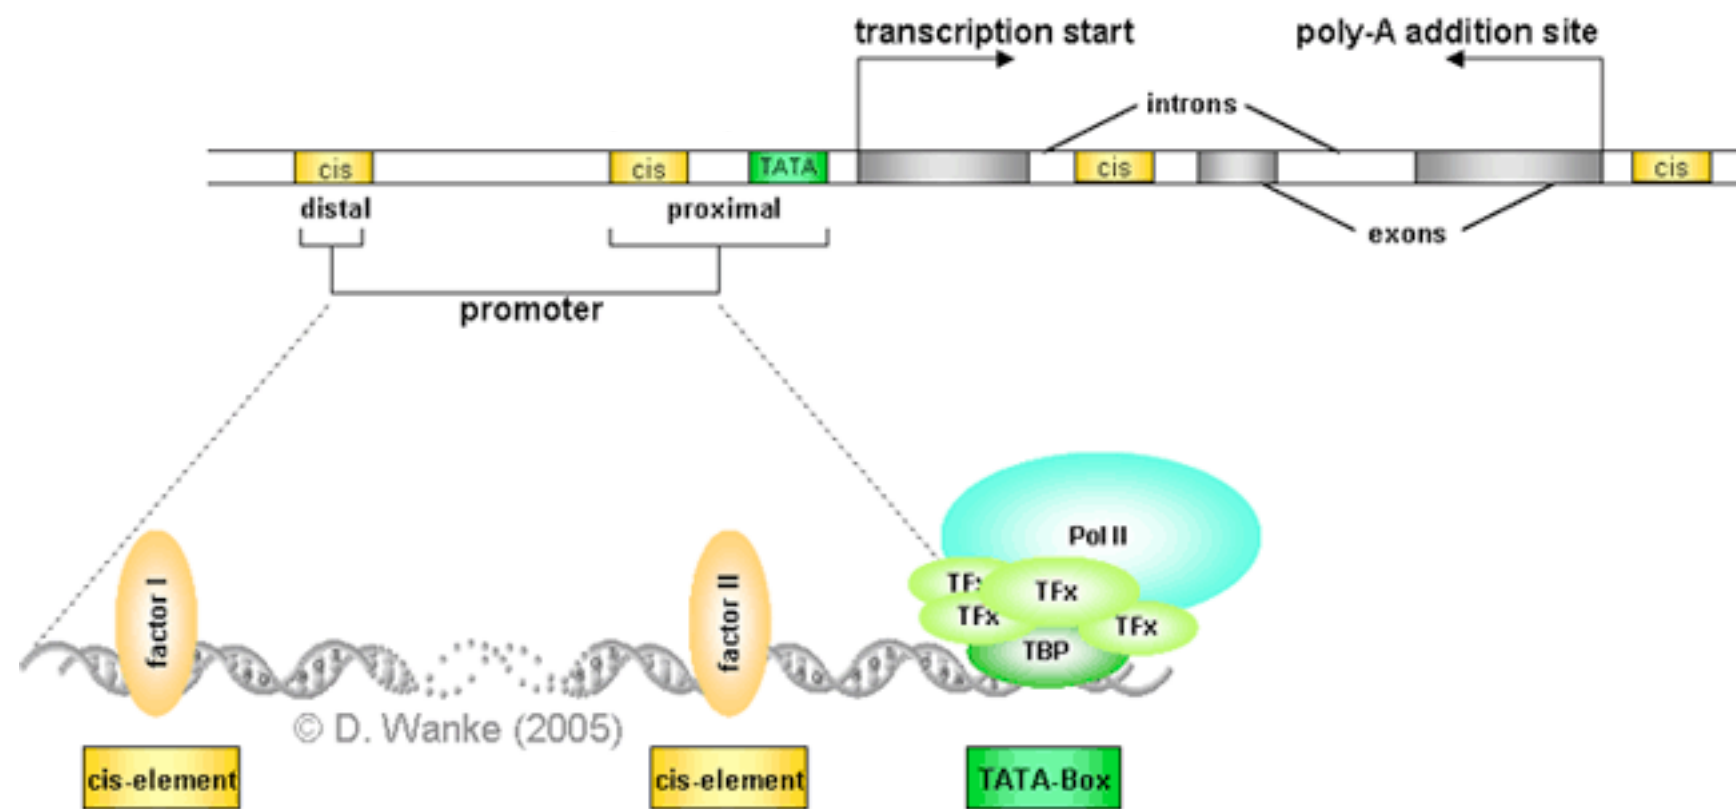 transcription start
poly-A addition site
introns
cis
cis
TATA
cis
cis
distal
proximal
exons
promoter
Pol II
TFx
TFx
TFx
TBP
factor I
factor II
© D. Wanke (2005)
cis-element
cis-element
TATA-Box